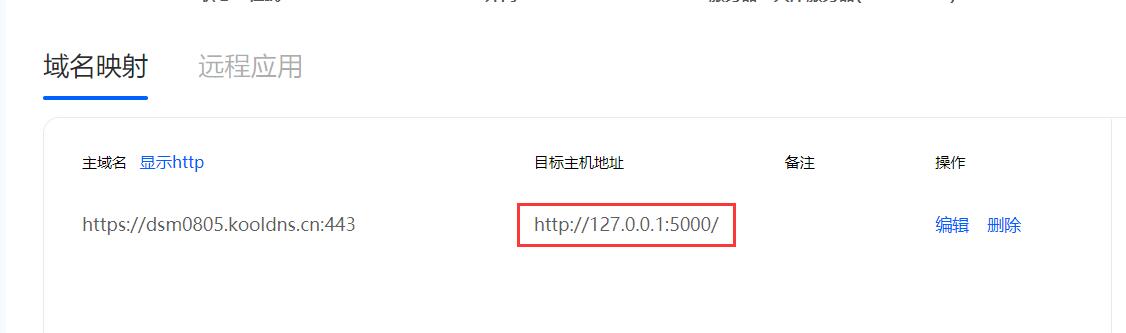 域名映射 远程应用
主域名 显示http 目标主机地址 备注 操作
https://dsm0805.kooldns.cn:443 http://127.0.0.1:5000/ 编辑 删除